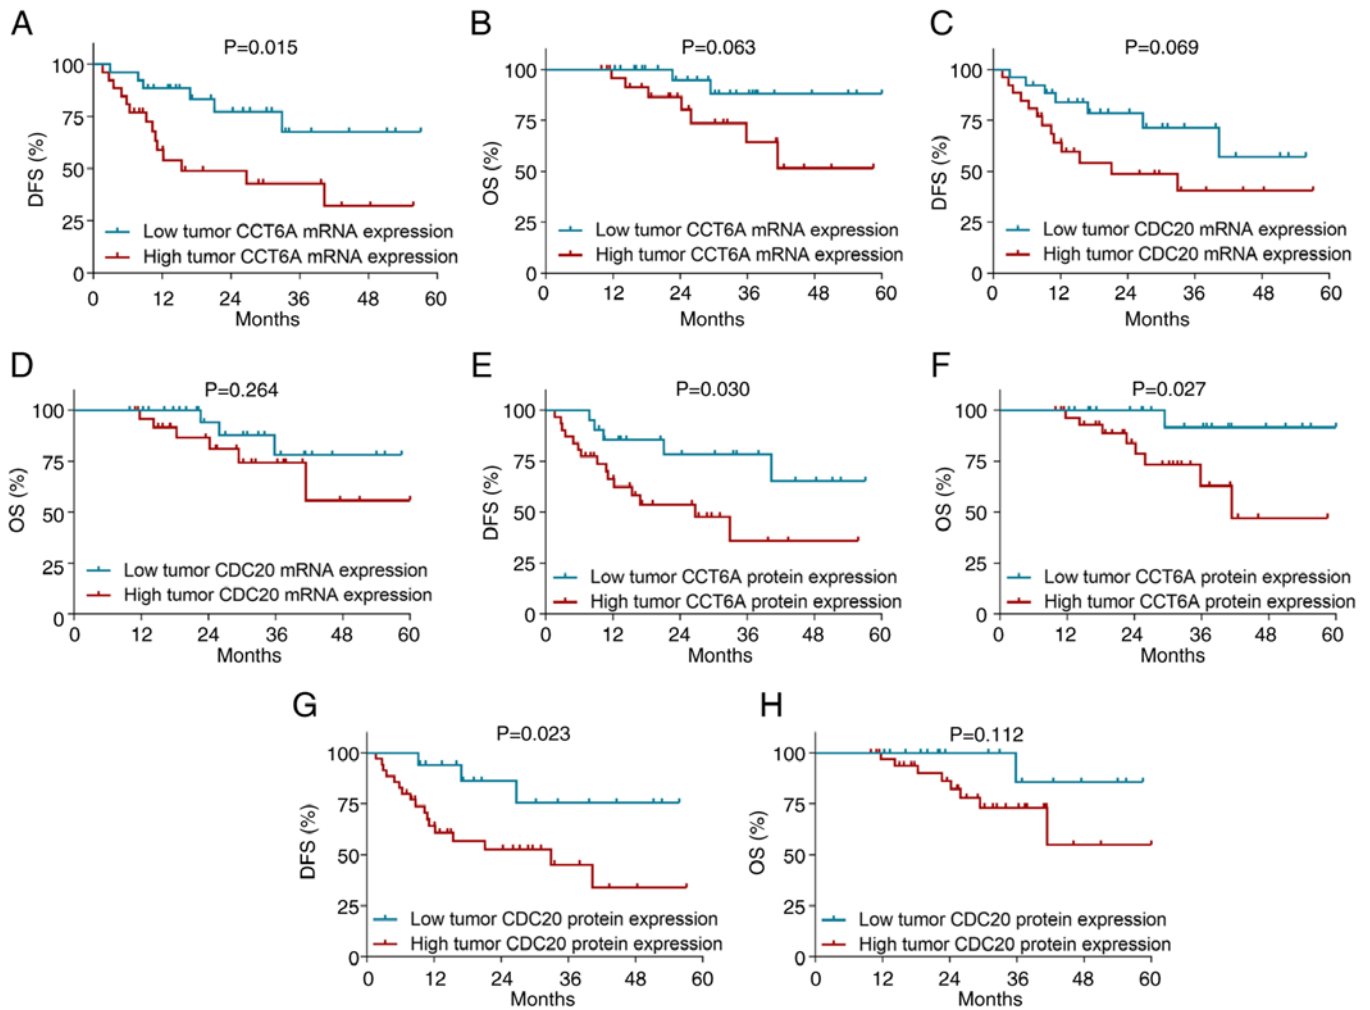 A
P=0.015
100
75
50
25
0
DFS (%)
Low tumor CCT6A mRNA expression
High tumor CCT6A mRNA expression
0 12 24 36 48 60
Months
B
P=0.063
100
75
50
25
0
OS (%)
Low tumor CCT6A mRNA expression
High tumor CCT6A mRNA expression
0 12 24 36 48 60
Months
C
P=0.069
100
75
50
25
0
DFS (%)
Low tumor CDC20 mRNA expression
High tumor CDC20 mRNA expression
0 12 24 36 48 60
Months
D
P=0.264
100
75
50
25
0
OS (%)
Low tumor CDC20 mRNA expression
High tumor CDC20 mRNA expression
0 12 24 36 48 60
Months
E
P=0.030
100
75
50
25
0
DFS (%)
Low tumor CCT6A protein expression
High tumor CCT6A protein expression
0 12 24 36 48 60
Months
F
P=0.027
100
75
50
25
0
OS (%)
Low tumor CCT6A protein expression
High tumor CCT6A protein expression
0 12 24 36 48 60
Months
G
P=0.023
100
75
50
25
0
DFS (%)
Low tumor CDC20 protein expression
High tumor CDC20 protein expression
0 12 24 36 48 60
Months
H
P=0.112
100
75
50
25
0
OS (%)
Low tumor CDC20 protein expression
High tumor CDC20 protein expression
0 12 24 36 48 60
Months